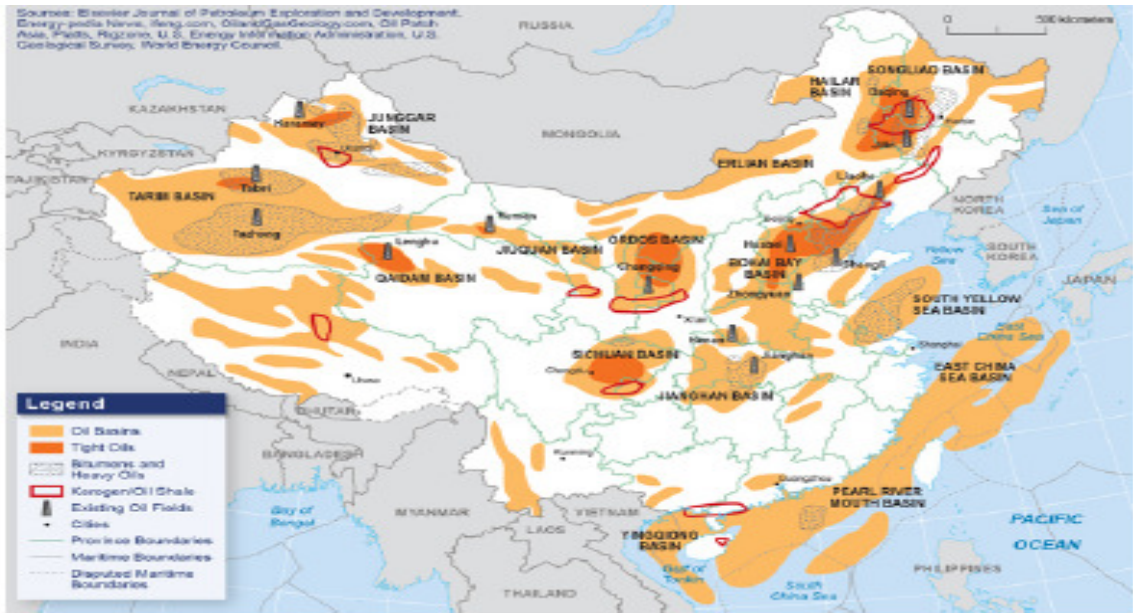 Sources: Elsevier Journal of Petroleum Exploration and Development,
Energy-pedia News, ifeng.com, OilandGasGeology.com, Oil Patch
Asia, Platts, Rigzone, U.S. Energy Information Administration, U.S.
Geological Survey, World Energy Council.
RUSSIA
0 500 kilometers
KAZAKHSTAN
MONGOLIA
HAILAR
BASIN
SONGLIAO BASIN
Daqing
Karamay
JUNGGAR
BASIN
KYRGYZSTAN
TAJIKISTAN
ERLIAN BASIN
Jilin
Liaohe
TARIM BASIN
Tabei
Tazhong
Yumen
JIUQUAN BASIN
Lenghu
QAIDAM BASIN
ORDOS BASIN
Changqing
Beijing
Huabei
BOHAI BAY
BASIN
Shengli
Zhongyuan
NORTH
KOREA
SOUTH
KOREA
Sea of
Japan
JAPAN
Yellow
Sea
SOUTH YELLOW
SEA BASIN
Xi'an
Henan
Jianghan
JIANGHAN BASIN
SICHUAN BASIN
Shanghai
East
China Sea
EAST CHINA
SEA BASIN
INDIA
NEPAL
Lhasa
BHUTAN
BANGLADESH
Bay of
Bengal
MYANMAR
LAOS
VIETNAM
THAILAND
Kunming
Guangzhou
PEARL RIVER
MOUTH BASIN
YINGQIONG
BASIN
Gulf of
Tonkin
South
China Sea
PACIFIC
OCEAN
PHILIPPINES
Legend
Oil Basins
Tight Oils
Bitumens and
Heavy Oils
Kerogen/Oil Shale
Existing Oil Fields
Cities
Province Boundaries
Maritime Boundaries
Disputed Maritime
Boundaries